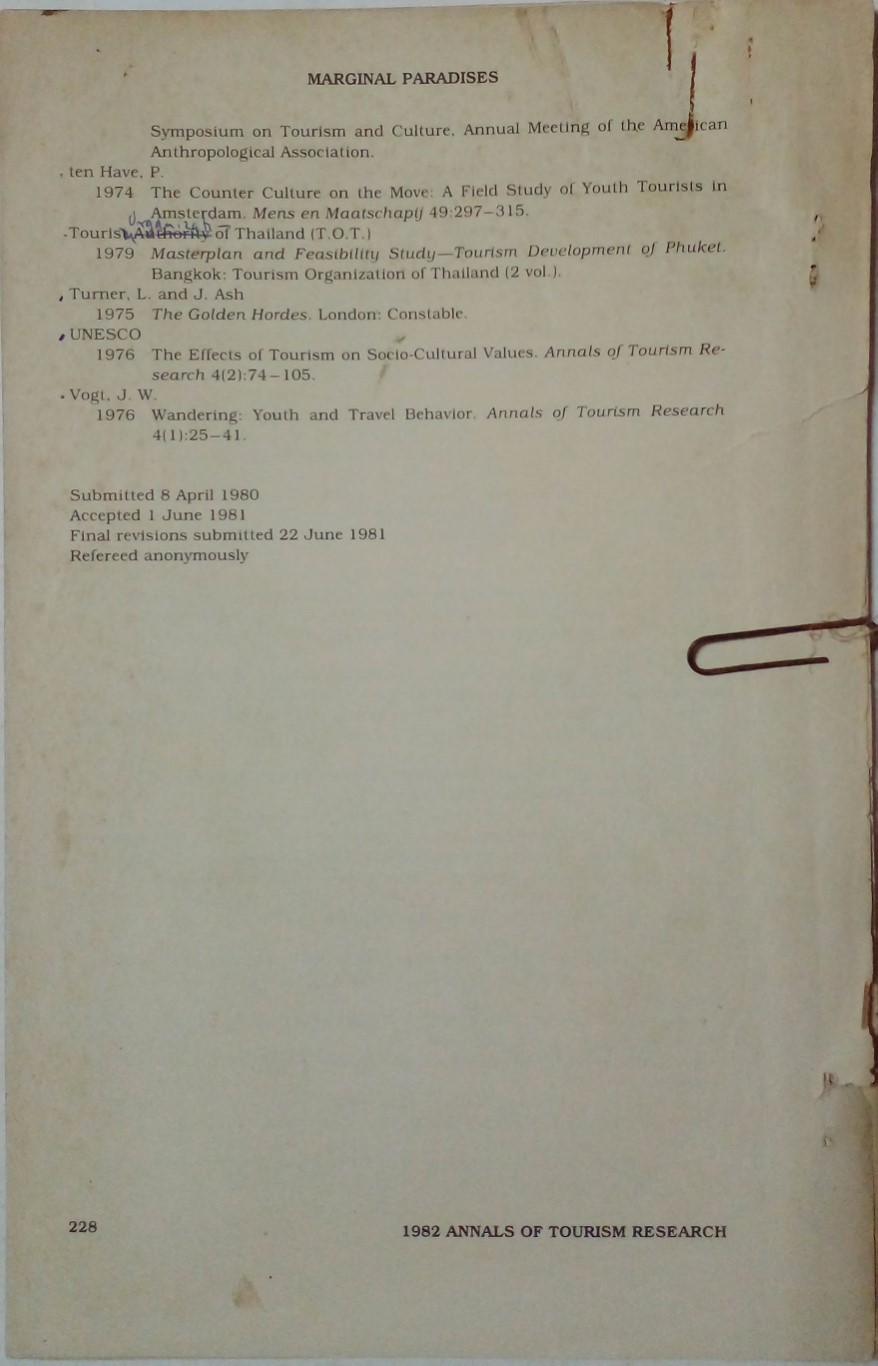 MARGINAL PARADISES
Symposium on Tourism and Culture, Annual Meeting of the American
Anthropological Association.
ten Have, P.
1974 The Counter Culture on the Move: A Field Study of Youth Tourists in
Amsterdam. Mens en Maatschapij 49:297–315.
Tourist Authority of Thailand (T.O.T.)
1979 Masterplan and Feasibility Study—Tourism Development of Phuket.
Bangkok: Tourism Organization of Thailand (2 vol.).
Turner, L. and J. Ash
1975 The Golden Hordes. London: Constable.
UNESCO
1976 The Effects of Tourism on Socio-Cultural Values. Annals of Tourism Re-
search 4(2):74–105.
Vogt, J. W.
1976 Wandering: Youth and Travel Behavior. Annals of Tourism Research
4(1):25–41.
Submitted 8 April 1980
Accepted 1 June 1981
Final revisions submitted 22 June 1981
Refereed anonymously
228
1982 ANNALS OF TOURISM RESEARCH